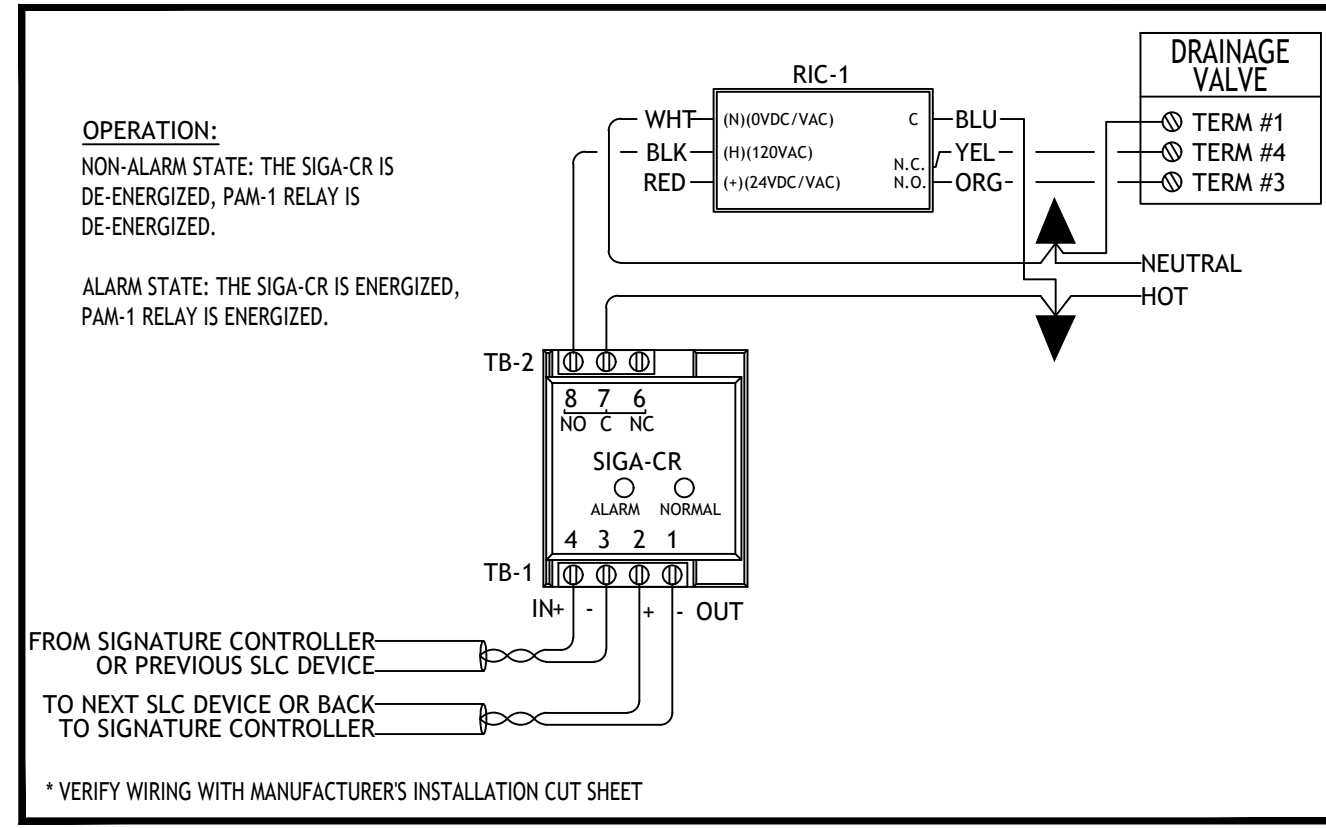 DRAINAGE
VALVE
TERM #1
TERM #4
TERM #3
RIC-1
WHT
(N)(0VDC/VAC)
C
BLU
BLK
(H)(120VAC)
N.C.
YEL
RED
(+)(24VDC/VAC)
N.O.
ORG
OPERATION:
NON-ALARM STATE: THE SIGA-CR IS
DE-ENERGIZED, PAM-1 RELAY IS
DE-ENERGIZED.
ALARM STATE: THE SIGA-CR IS ENERGIZED,
PAM-1 RELAY IS ENERGIZED.
NEUTRAL
HOT
TB-2
8 7 6
NO C NC
SIGA-CR
ALARM NORMAL
4 3 2 1
TB-1
IN+ - + - OUT
FROM SIGNATURE CONTROLLER
OR PREVIOUS SLC DEVICE
TO NEXT SLC DEVICE OR BACK
TO SIGNATURE CONTROLLER
* VERIFY WIRING WITH MANUFACTURER'S INSTALLATION CUT SHEET